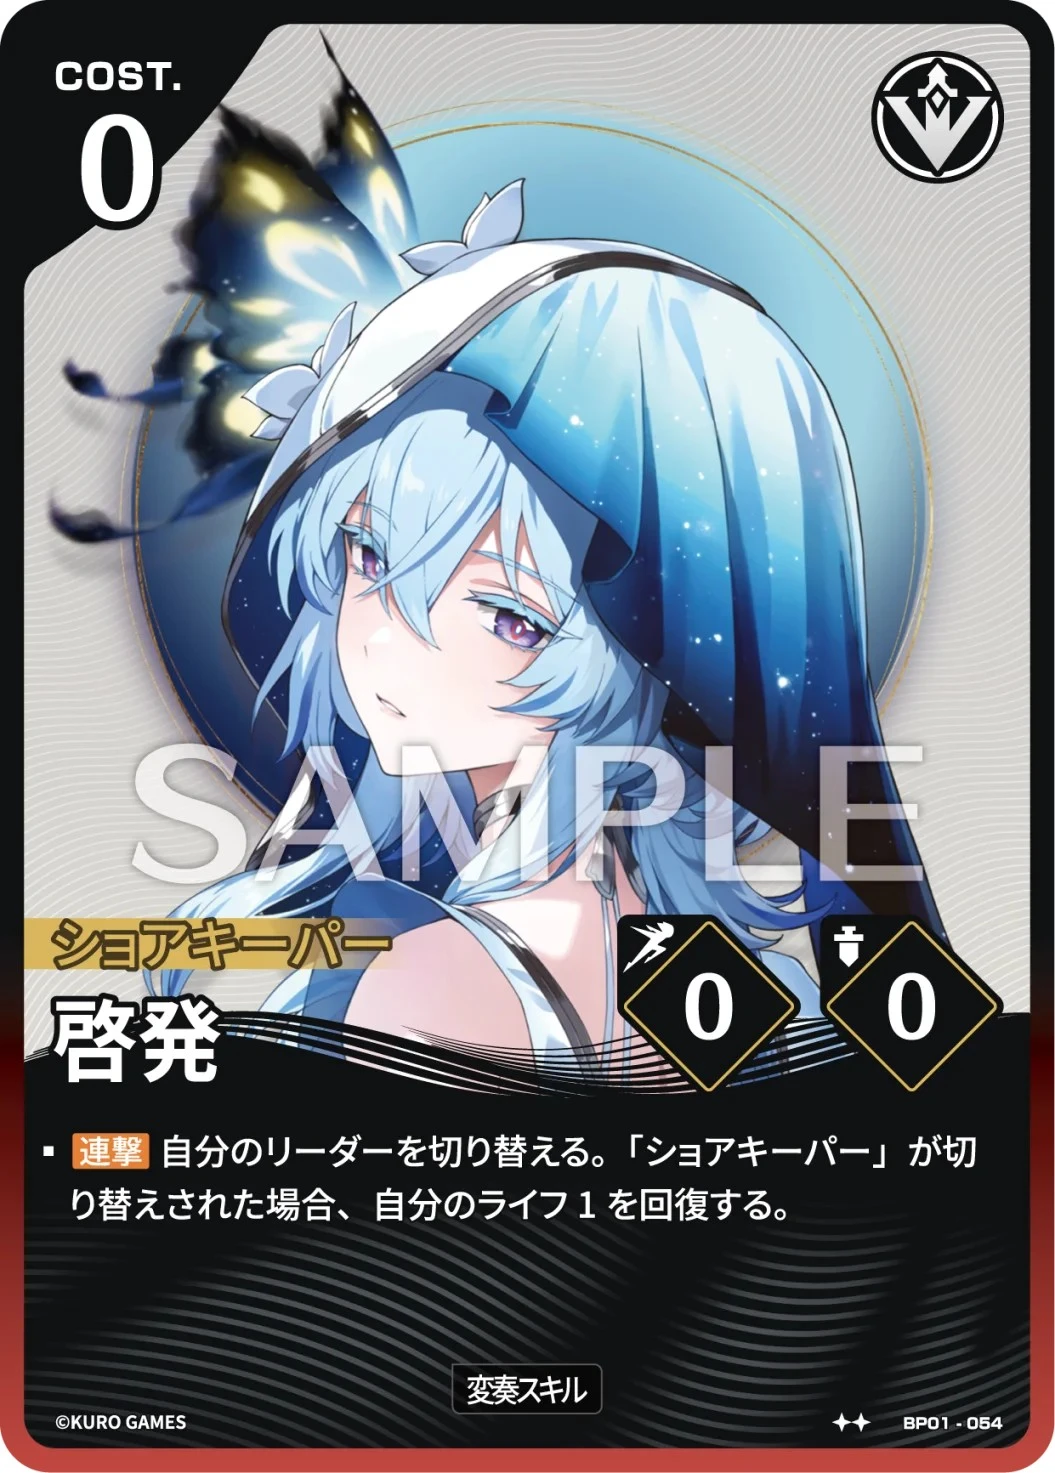 COST.
0
SAMPLE
ショアキーパー
啓発
0
0
▪ 連撃 自分のリーダーを切り替える。「ショアキーパー」が切
り替えされた場合、自分のライフ1を回復する。
変奏スキル
©KURO GAMES
BP01 - 054